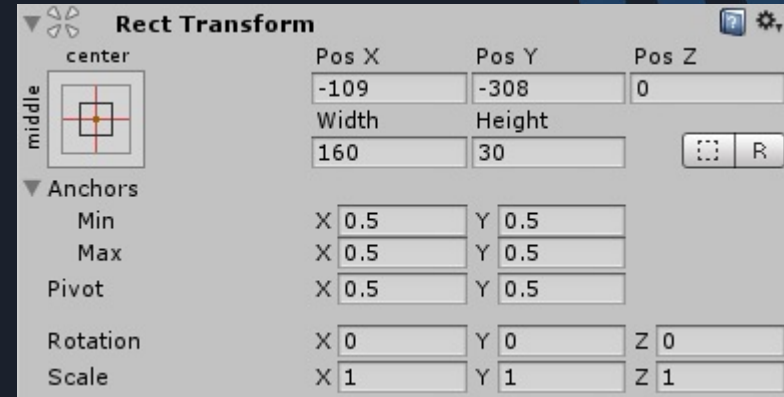 Rect Transform
center Pos X Pos Y Pos Z
middle -109 -308 0
Width Height
160 30 R
Anchors
Min X 0.5 Y 0.5
Max X 0.5 Y 0.5
Pivot X 0.5 Y 0.5
Rotation X 0 Y 0 Z 0
Scale X 1 Y 1 Z 1